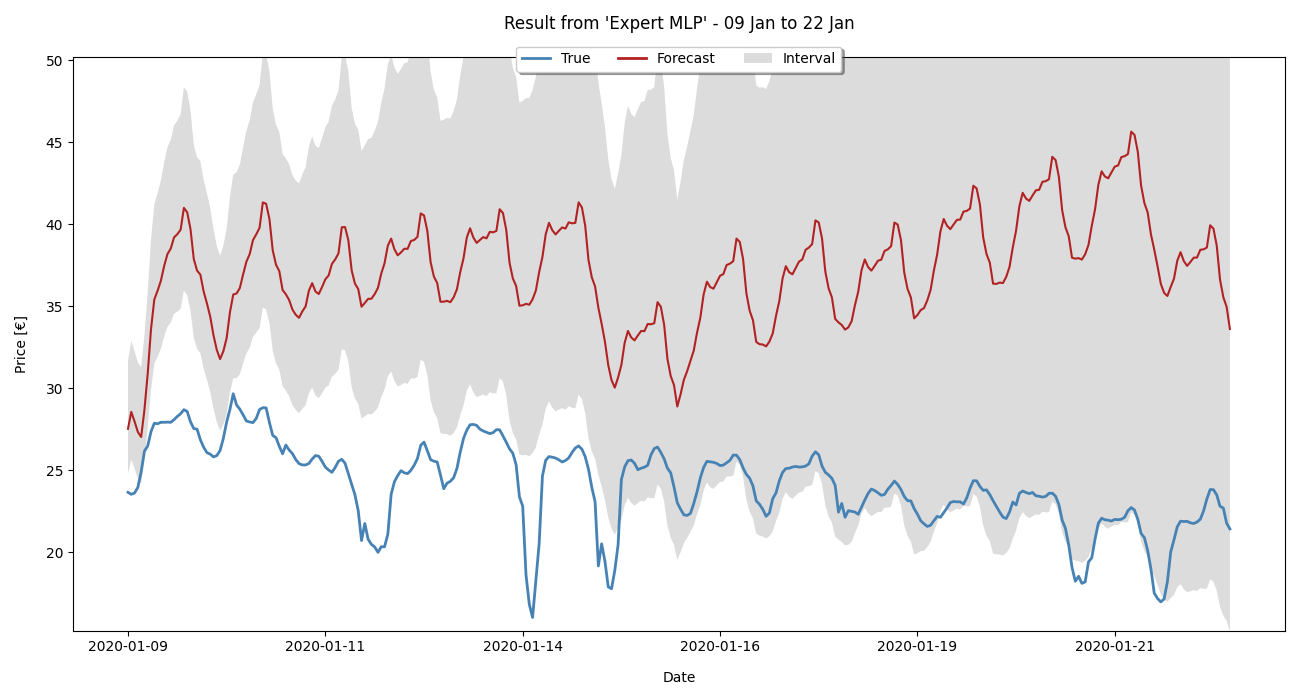 Result from 'Expert MLP' - 09 Jan to 22 Jan
True Forecast Interval
50
45
40
35
30
25
20
Price [€]
2020-01-09 2020-01-11 2020-01-14 2020-01-16 2020-01-19 2020-01-21
Date